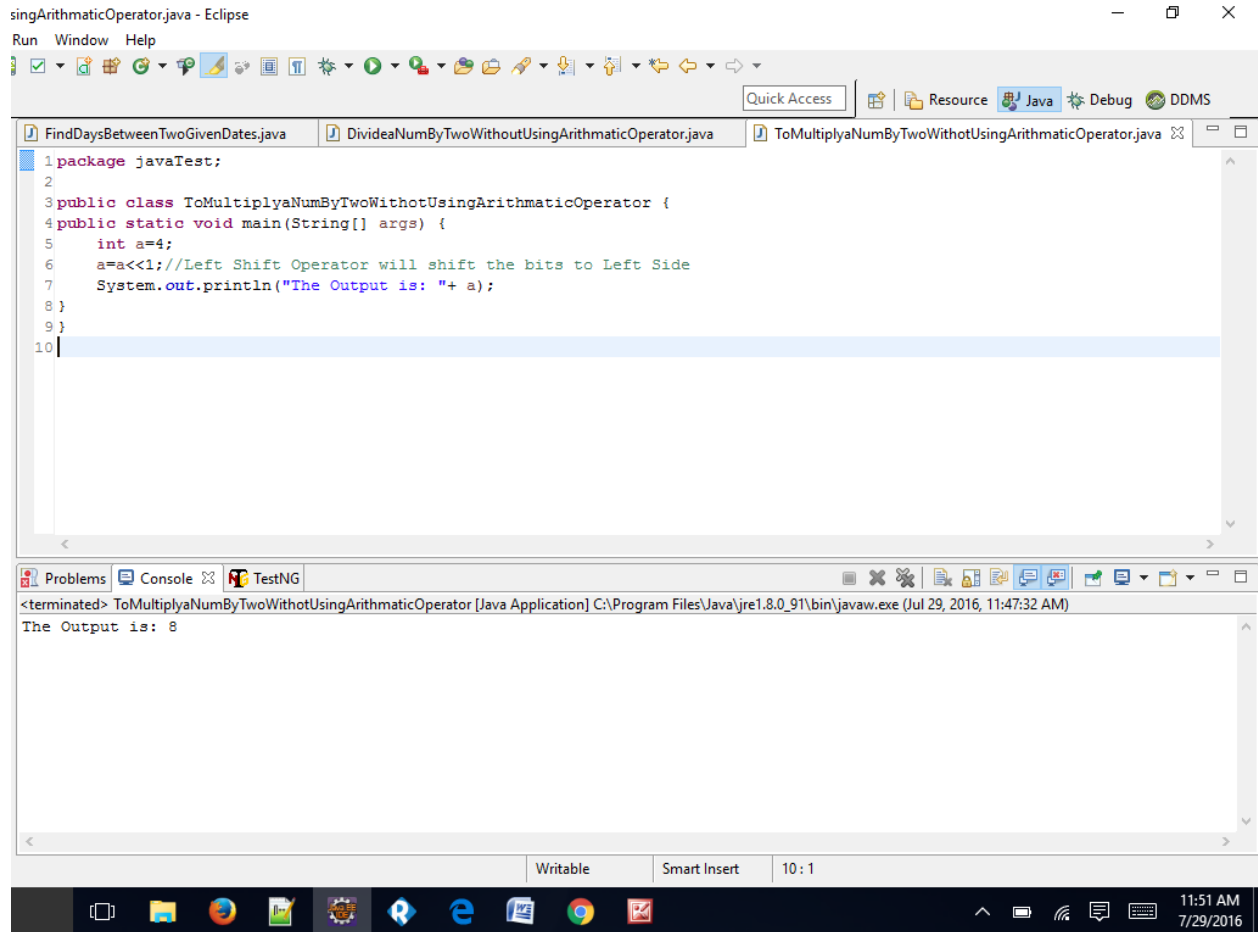 singArithmaticOperator.java - Eclipse
Run Window Help
Quick Access Resource Java Debug DDMS
FindDaysBetweenTwoGivenDates.java DivideaNumByTwoWithoutUsingArithmaticOperator.java ToMultiplyaNumByTwoWithotUsingArithmaticOperator.java
1 package javaTest;
2
3 public class ToMultiplyaNumByTwoWithotUsingArithmaticOperator {
4 public static void main(String[] args) {
5 int a=4;
6 a=a<<1;//Left Shift Operator will shift the bits to Left Side
7 System.out.println("The Output is: "+ a);
8 }
9 }
10
Problems Console TestNG
<terminated> ToMultiplyaNumByTwoWithotUsingArithmaticOperator [Java Application] C:\Program Files\Java\jre1.8.0_91\bin\javaw.exe (Jul 29, 2016, 11:47:32 AM)
The Output is: 8
Writable Smart Insert 10 : 1
11:51 AM
7/29/2016